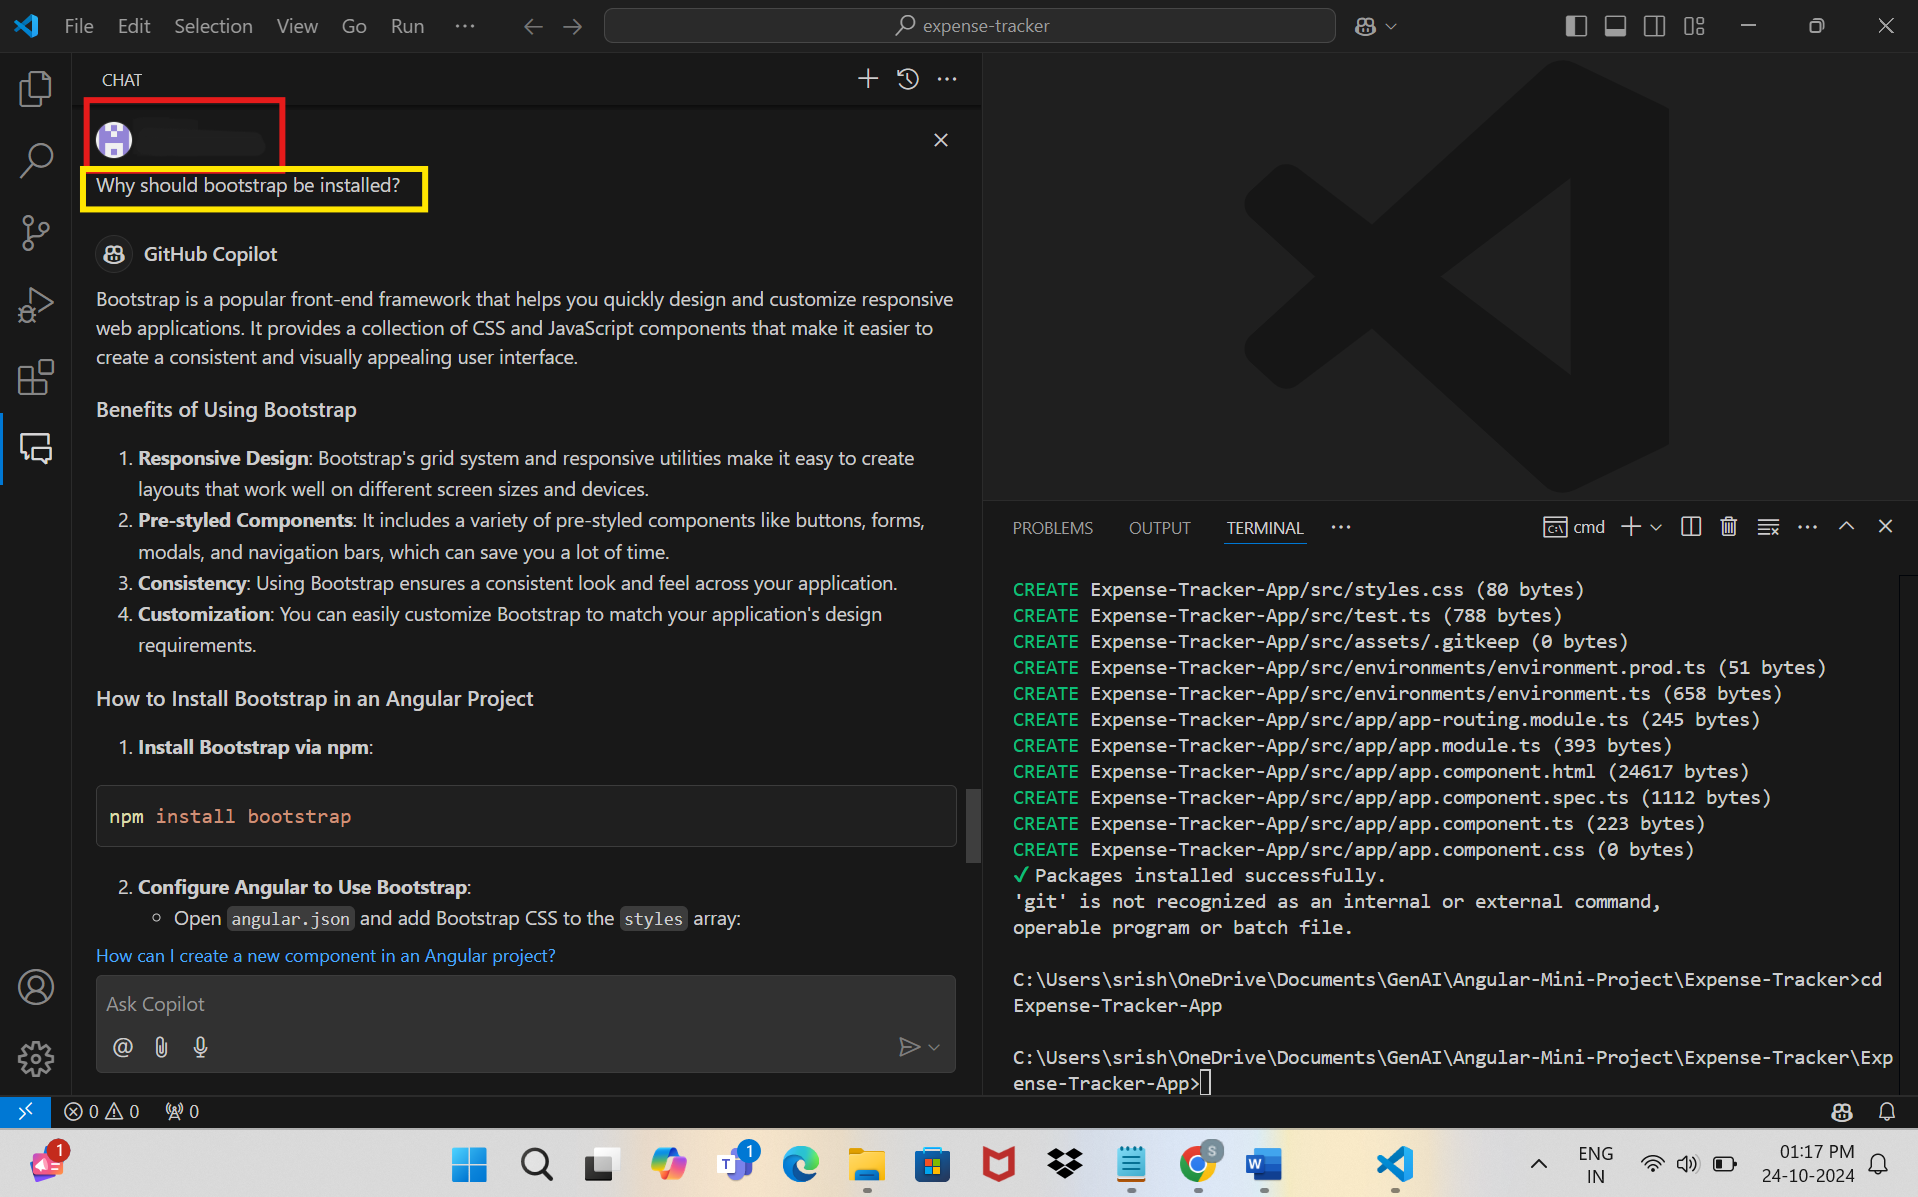 File Edit Selection View Go Run
expense-tracker
CHAT
Why should bootstrap be installed?
GitHub Copilot
Bootstrap is a popular front-end framework that helps you quickly design and customize responsive
web applications. It provides a collection of CSS and JavaScript components that make it easier to
create a consistent and visually appealing user interface.
Benefits of Using Bootstrap
1. Responsive Design: Bootstrap's grid system and responsive utilities make it easy to create
layouts that work well on different screen sizes and devices.
2. Pre-styled Components: It includes a variety of pre-styled components like buttons, forms,
modals, and navigation bars, which can save you a lot of time.
3. Consistency: Using Bootstrap ensures a consistent look and feel across your application.
4. Customization: You can easily customize Bootstrap to match your application's design
requirements.
How to Install Bootstrap in an Angular Project
1. Install Bootstrap via npm:
npm install bootstrap
2. Configure Angular to Use Bootstrap:
Open angular.json and add Bootstrap CSS to the styles array:
How can I create a new component in an Angular project?
Ask Copilot
@
PROBLEMS OUTPUT TERMINAL
cmd
CREATE Expense-Tracker-App/src/styles.css (80 bytes)
CREATE Expense-Tracker-App/src/test.ts (788 bytes)
CREATE Expense-Tracker-App/src/assets/.gitkeep (0 bytes)
CREATE Expense-Tracker-App/src/environments/environment.prod.ts (51 bytes)
CREATE Expense-Tracker-App/src/environments/environment.ts (658 bytes)
CREATE Expense-Tracker-App/src/app/app-routing.module.ts (245 bytes)
CREATE Expense-Tracker-App/src/app/app.module.ts (393 bytes)
CREATE Expense-Tracker-App/src/app/app.component.html (24617 bytes)
CREATE Expense-Tracker-App/src/app/app.component.spec.ts (1112 bytes)
CREATE Expense-Tracker-App/src/app/app.component.ts (223 bytes)
CREATE Expense-Tracker-App/src/app/app.component.css (0 bytes)
✓ Packages installed successfully.
'git' is not recognized as an internal or external command,
operable program or batch file.
C:\Users\srish\OneDrive\Documents\GenAI\Angular-Mini-Project\Expense-Tracker>cd
Expense-Tracker-App
C:\Users\srish\OneDrive\Documents\GenAI\Angular-Mini-Project\Expense-Tracker\Exp
ense-Tracker-App>
0 0 0
1
1
T
S
W
ENG
IN
01:17 PM
24-10-2024